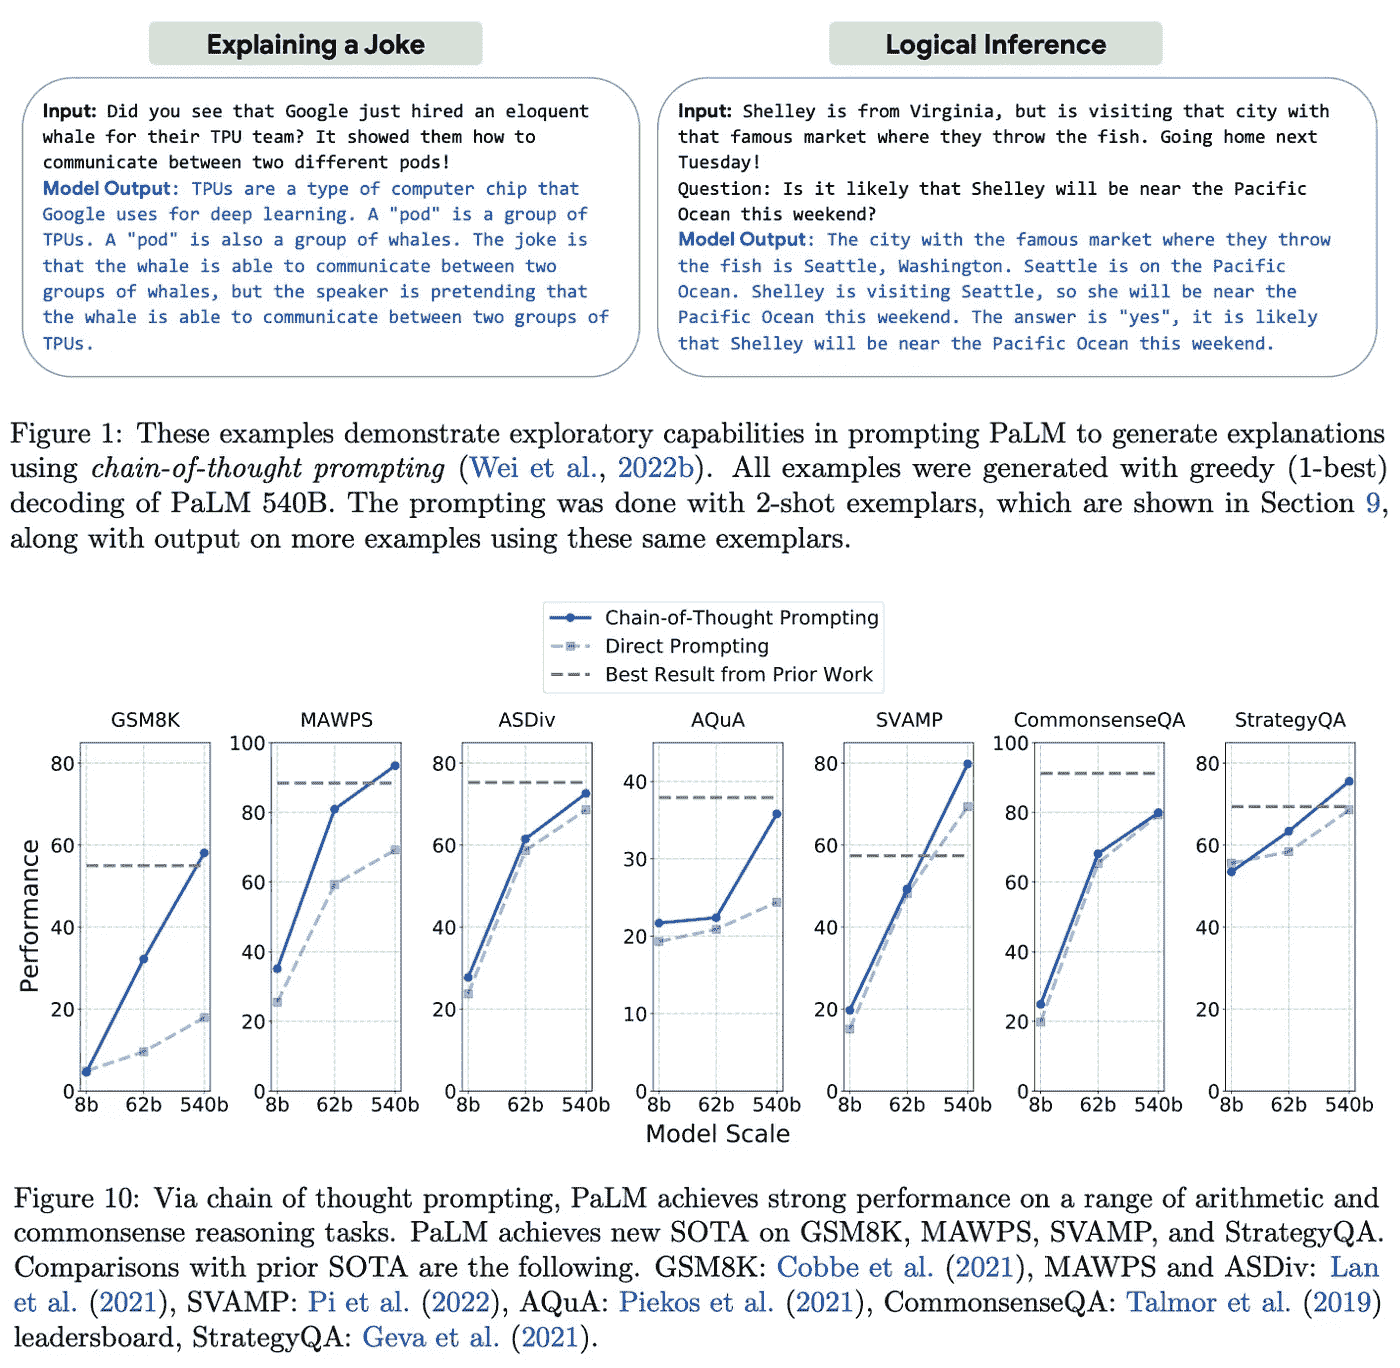 Explaining a Joke
Input: Did you see that Google just hired an eloquent
whale for their TPU team? It showed them how to
communicate between two different pods!
Model Output: TPUs are a type of computer chip that
Google uses for deep learning. A "pod" is a group of
TPUs. A "pod" is also a group of whales. The joke is
that the whale is able to communicate between two
groups of whales, but the speaker is pretending that
the whale is able to communicate between two groups of
TPUs.
Logical Inference
Input: Shelley is from Virginia, but is visiting that city with
that famous market where they throw the fish. Going home next
Tuesday!
Question: Is it likely that Shelley will be near the Pacific
Ocean this weekend?
Model Output: The city with the famous market where they throw
the fish is Seattle, Washington. Seattle is on the Pacific
Ocean. Shelley is visiting Seattle, so she will be near the
Pacific Ocean this weekend. The answer is "yes", it is likely
that Shelley will be near the Pacific Ocean this weekend.
Figure 1: These examples demonstrate exploratory capabilities in prompting PaLM to generate explanations
using chain-of-thought prompting (Wei et al., 2022b). All examples were generated with greedy (1-best)
decoding of PaLM 540B. The prompting was done with 2-shot exemplars, which are shown in Section 9,
along with output on more examples using these same exemplars.
Chain-of-Thought Prompting
Direct Prompting
Best Result from Prior Work
Performance
GSM8K
80
60
40
20
0
8b 62b 540b
MAWPS
100
80
60
40
20
0
8b 62b 540b
ASDiv
80
60
40
20
0
8b 62b 540b
AQuA
40
30
20
10
0
8b 62b 540b
SVAMP
80
60
40
20
0
8b 62b 540b
CommonsenseQA
100
80
60
40
20
0
8b 62b 540b
StrategyQA
80
60
40
20
0
8b 62b 540b
Model Scale
Figure 10: Via chain of thought prompting, PaLM achieves strong performance on a range of arithmetic and
commonsense reasoning tasks. PaLM achieves new SOTA on GSM8K, MAWPS, SVAMP, and StrategyQA.
Comparisons with prior SOTA are the following. GSM8K: Cobbe et al. (2021), MAWPS and ASDiv: Lan
et al. (2021), SVAMP: Pi et al. (2022), AQuA: Piekos et al. (2021), CommonsenseQA: Talmor et al. (2019)
leadersboard, StrategyQA: Geva et al. (2021).